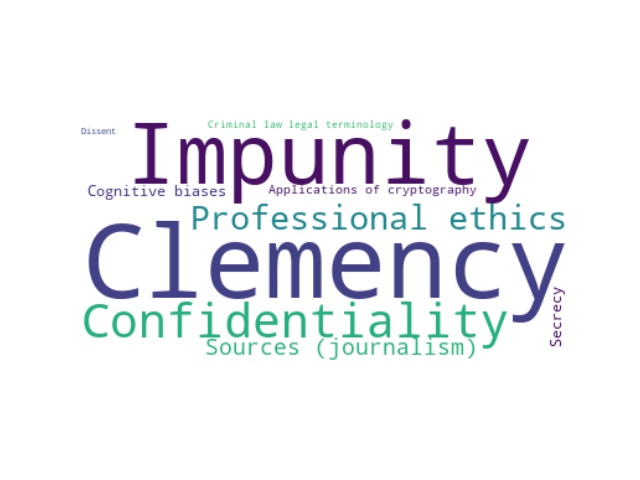 Criminal law legal terminology
Dissent
Impunity
Cognitive biases
Applications of cryptography
Professional ethics
Clemency
Secrecy
Confidentiality
Sources (journalism)